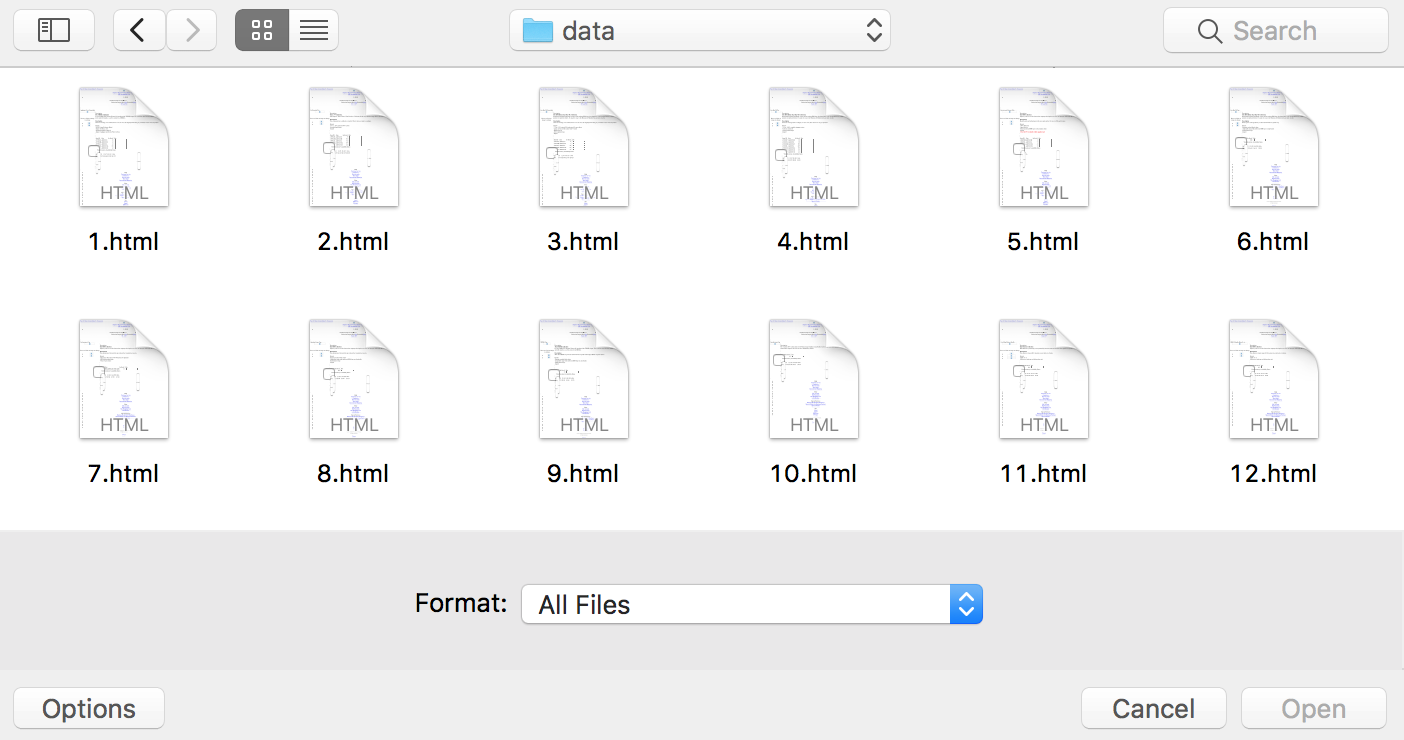 data
Search
HTML HTML HTML HTML HTML HTML
1.html 2.html 3.html 4.html 5.html 6.html
HTML HTML HTML HTML HTML HTML
7.html 8.html 9.html 10.html 11.html 12.html
Format: All Files
Options Cancel Open